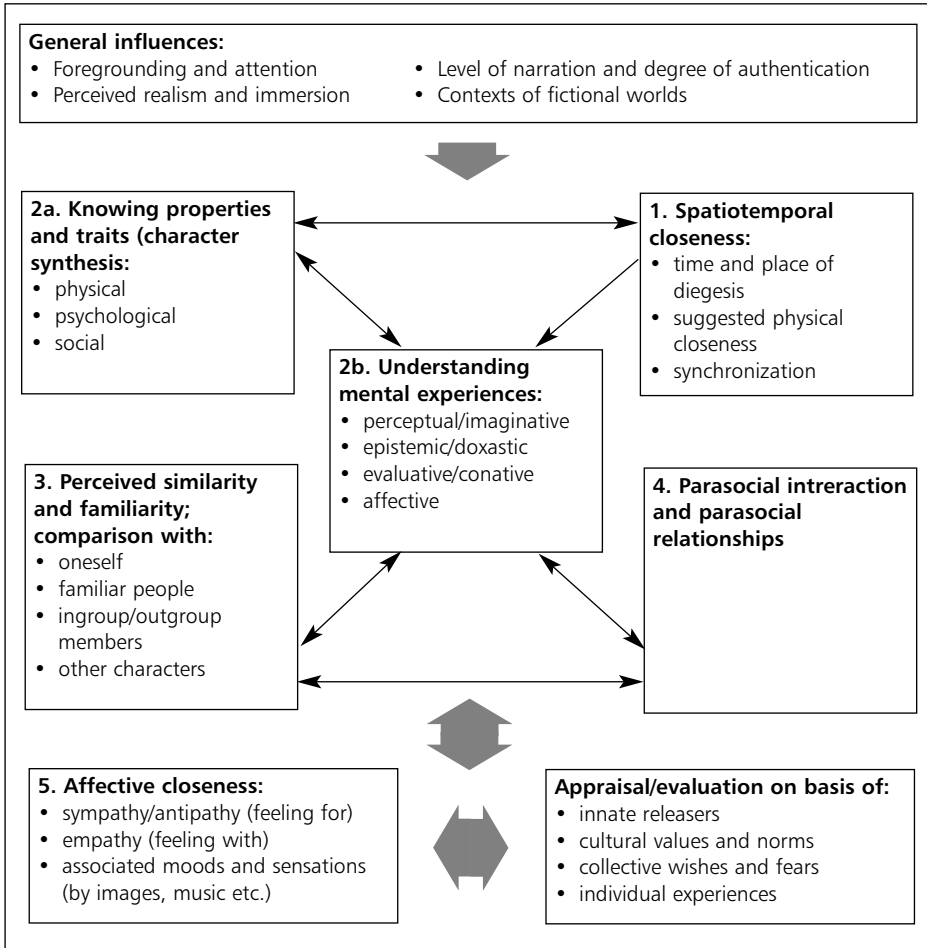 General influences:
• Foregrounding and attention
• Perceived realism and immersion
• Level of narration and degree of authentication
• Contexts of fictional worlds
2a. Knowing properties
and traits (character
synthesis:
• physical
• psychological
• social
1. Spatiotemporal
closeness:
• time and place of
diegesis
• suggested physical
closeness
• synchronization
2b. Understanding
mental experiences:
• perceptual/imaginative
• epistemic/doxastic
• evaluative/conative
• affective
3. Perceived similarity
and familiarity;
comparison with:
• oneself
• familiar people
• ingroup/outgroup
members
• other characters
4. Parasocial intreraction
and parasocial
relationships
5. Affective closeness:
• sympathy/antipathy (feeling for)
• empathy (feeling with)
• associated moods and sensations
(by images, music etc.)
Appraisal/evaluation on basis of:
• innate releasers
• cultural values and norms
• collective wishes and fears
• individual experiences